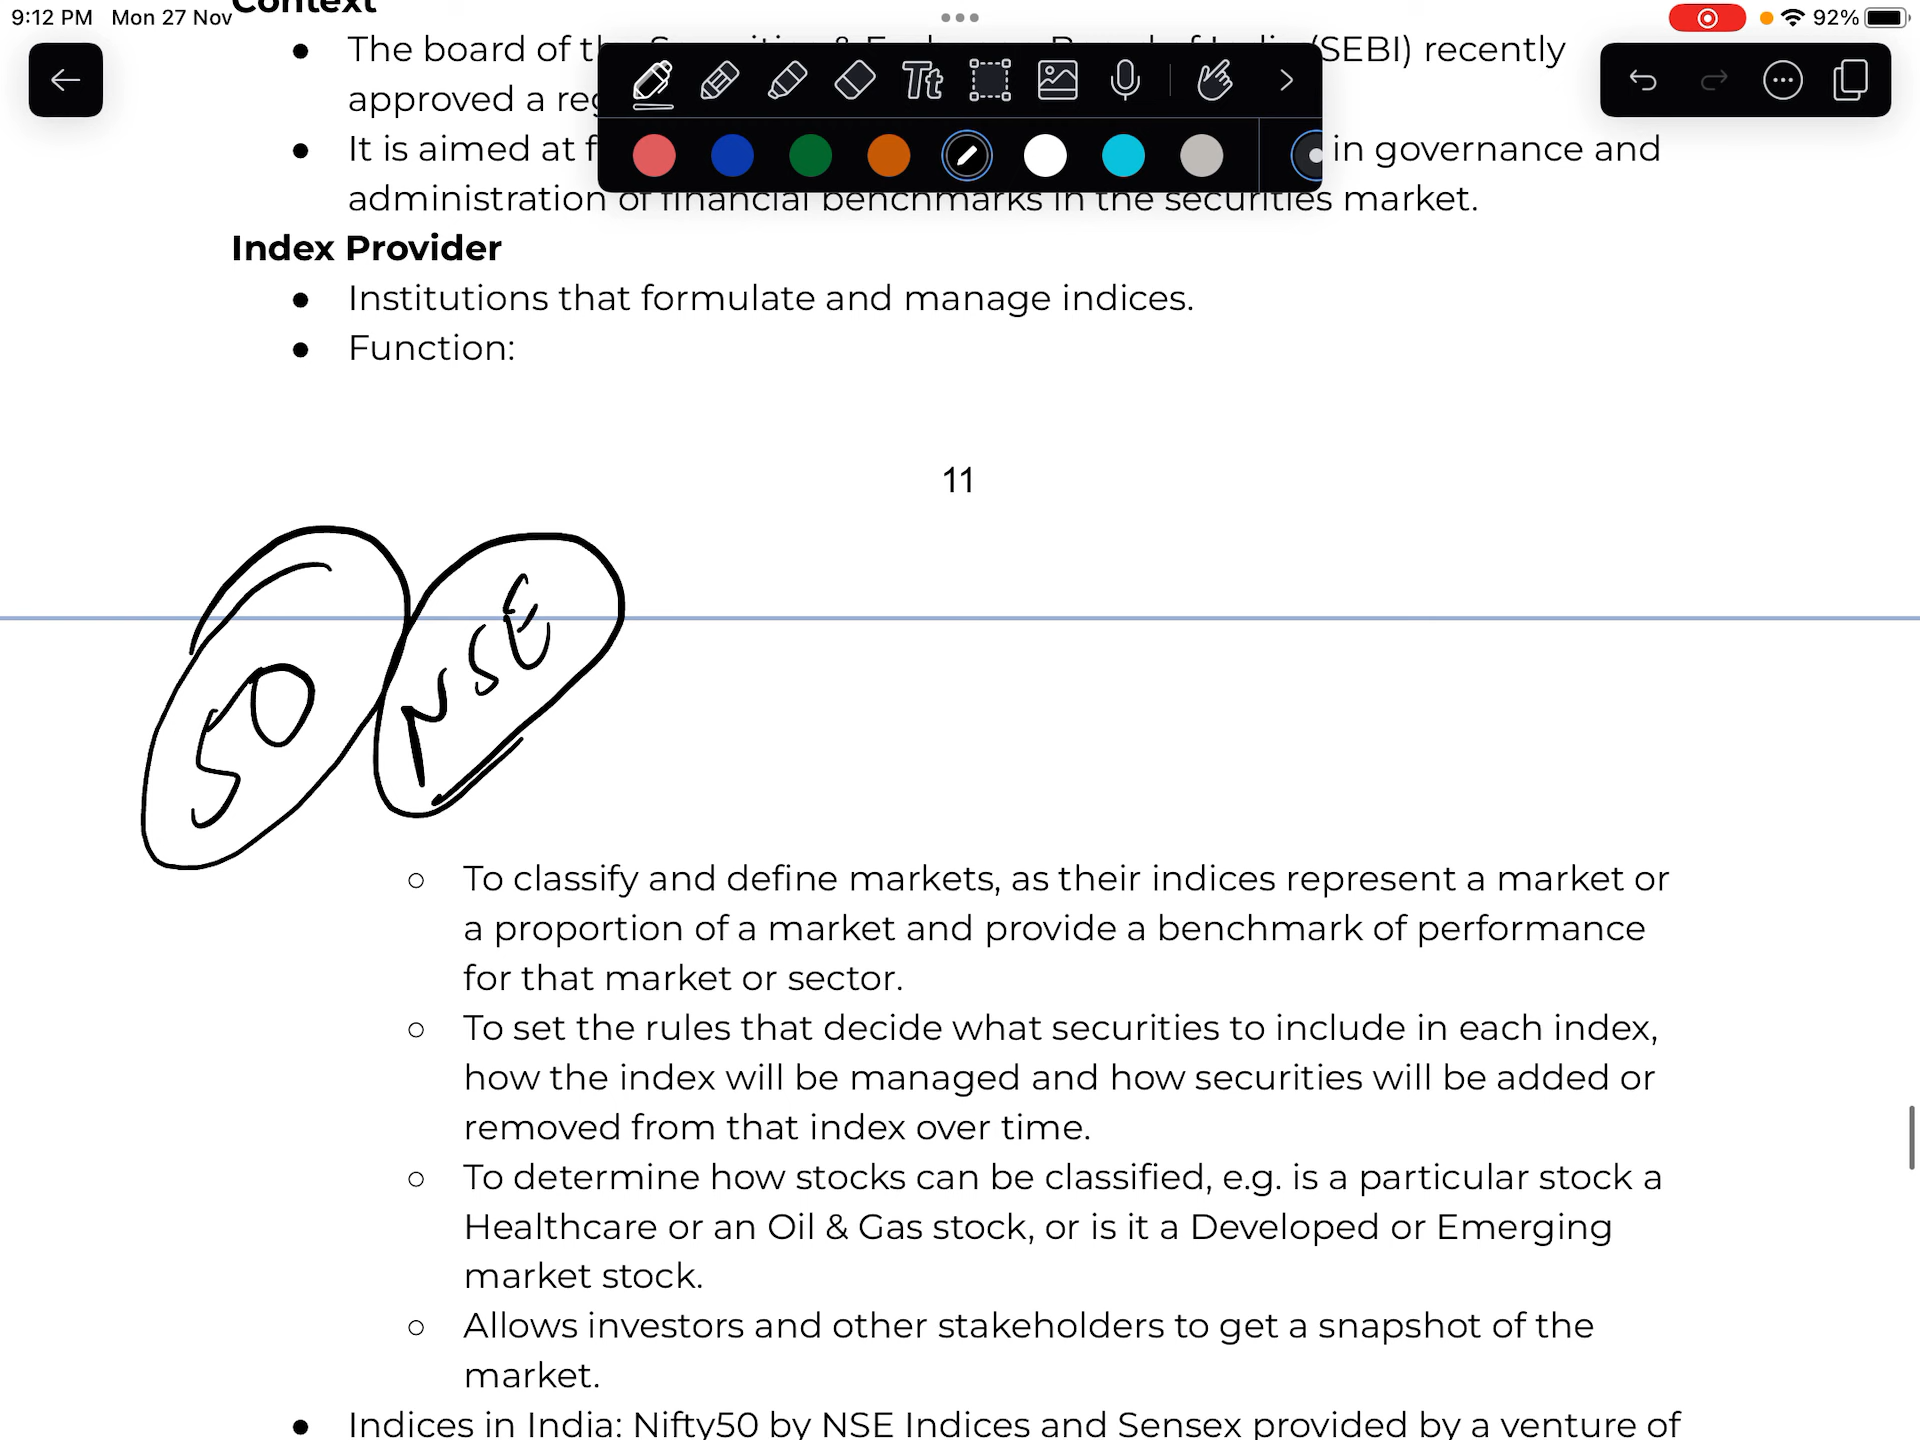 9:12 PM Mon 27 Nov
92%
Context
The board of the Securities & Exchange Board of India (SEBI) recently
approved a reg
It is aimed at f in governance and
administration of financial benchmarks in the securities market.
Index Provider
● Institutions that formulate and manage indices.
● Function:
11
50 NSE
○ To classify and define markets, as their indices represent a market or
a proportion of a market and provide a benchmark of performance
for that market or sector.
○ To set the rules that decide what securities to include in each index,
how the index will be managed and how securities will be added or
removed from that index over time.
○ To determine how stocks can be classified, e.g. is a particular stock a
Healthcare or an Oil & Gas stock, or is it a Developed or Emerging
market stock.
○ Allows investors and other stakeholders to get a snapshot of the
market.
● Indices in India: Nifty50 by NSE Indices and Sensex provided by a venture of